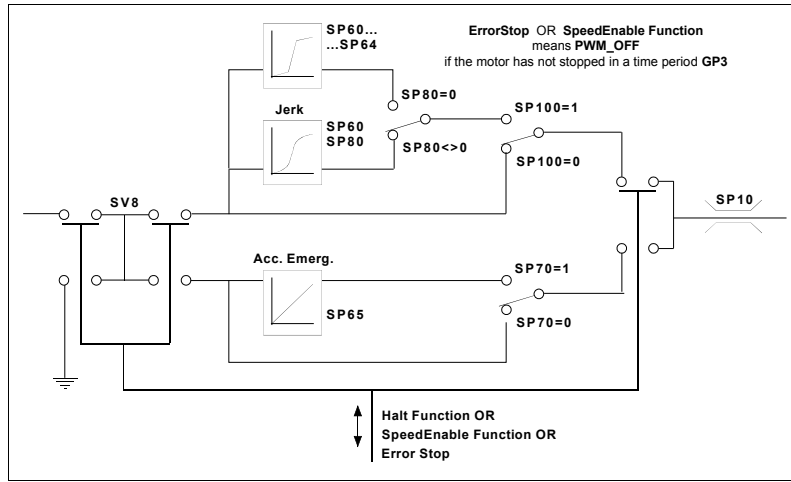 SP60...
...SP64
ErrorStop OR SpeedEnable Function
means PWM_OFF
if the motor has not stopped in a time period GP3
SP80=0
Jerk
SP60
SP80
SP100=1
SP80<>0
SP100=0
SV8
SP10
Acc. Emerg.
SP70=1
SP65
SP70=0
Halt Function OR
SpeedEnable Function OR
Error Stop